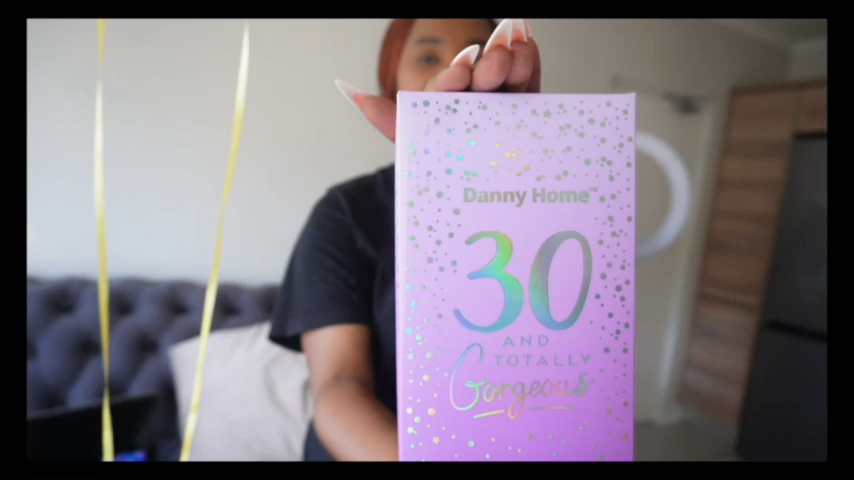 Danny Home™
30
AND
TOTALLY
Gorgeous